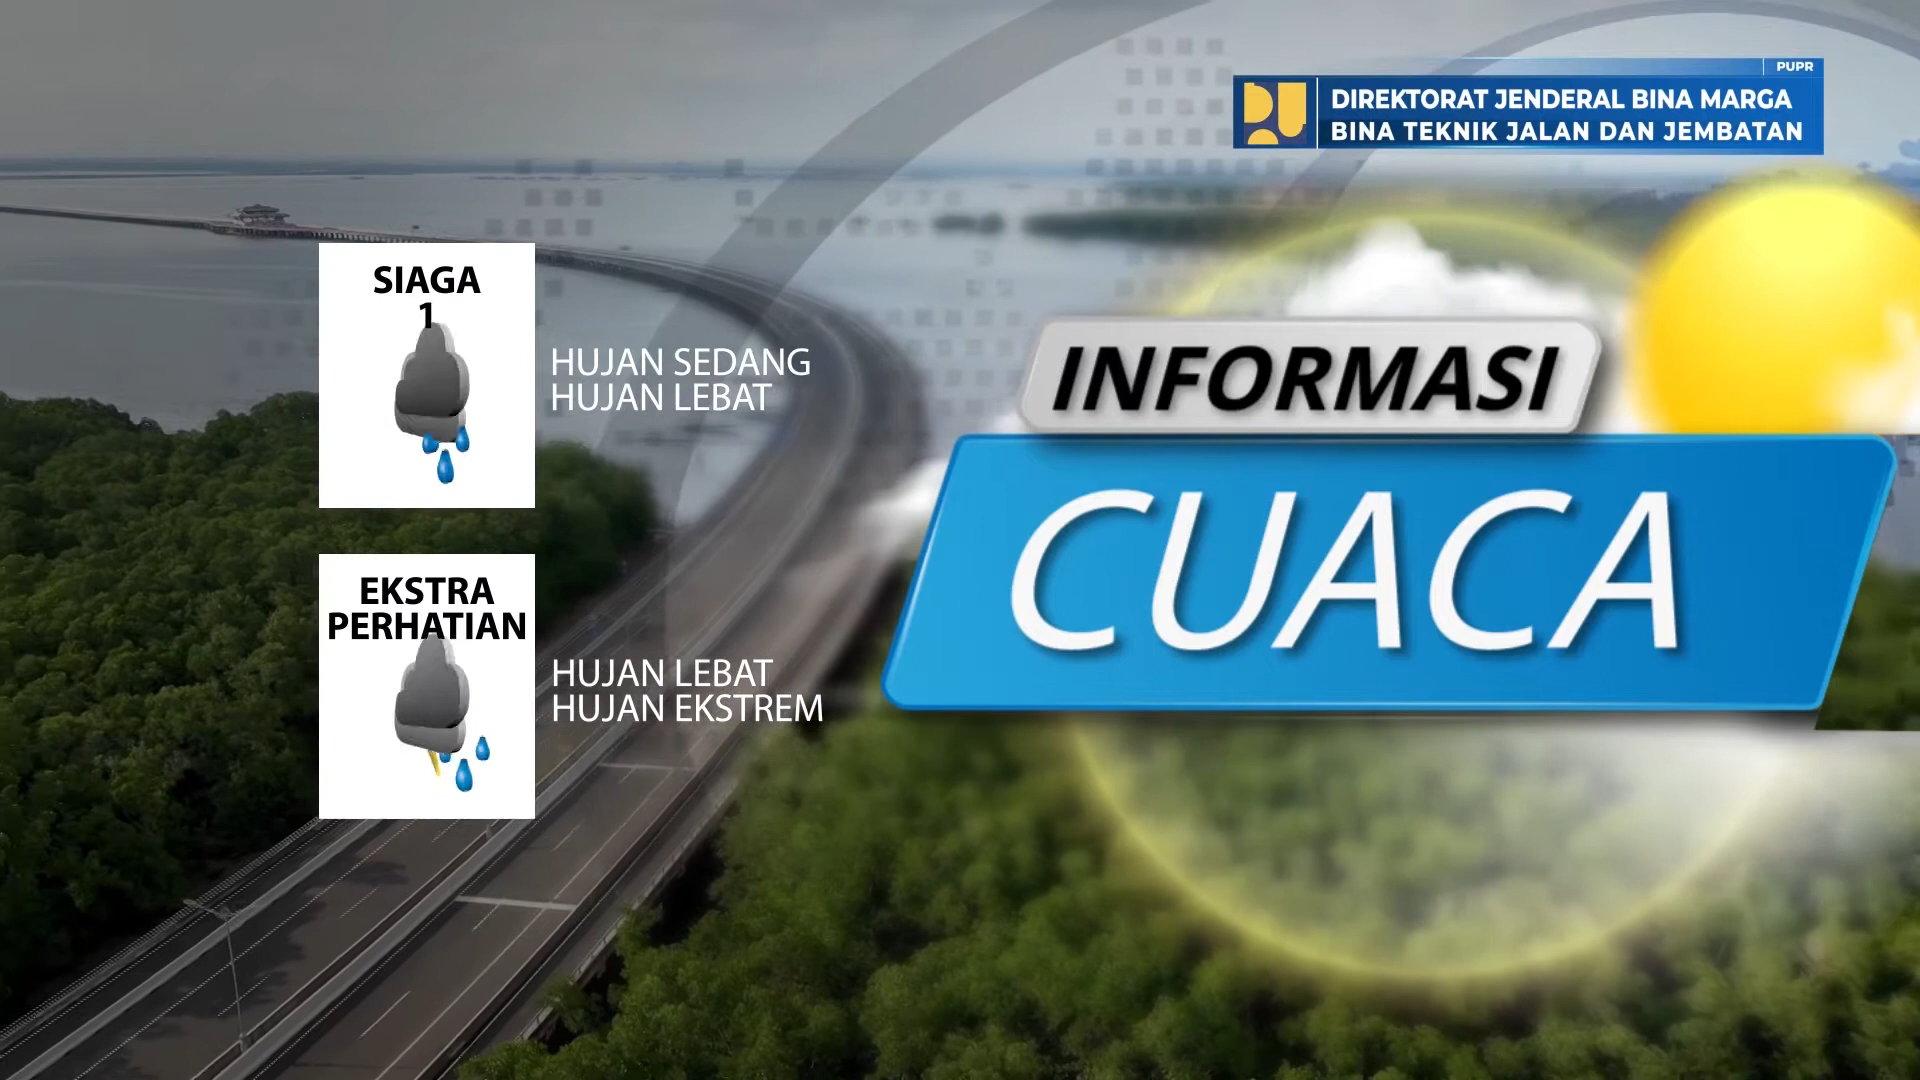 PUPR
DIREKTORAT JENDERAL BINA MARGA
BINA TEKNIK JALAN DAN JEMBATAN
SIAGA
1
HUJAN SEDANG
HUJAN LEBAT
INFORMASI
CUACA
EKSTRA
PERHATIAN
HUJAN LEBAT
HUJAN EKSTREM